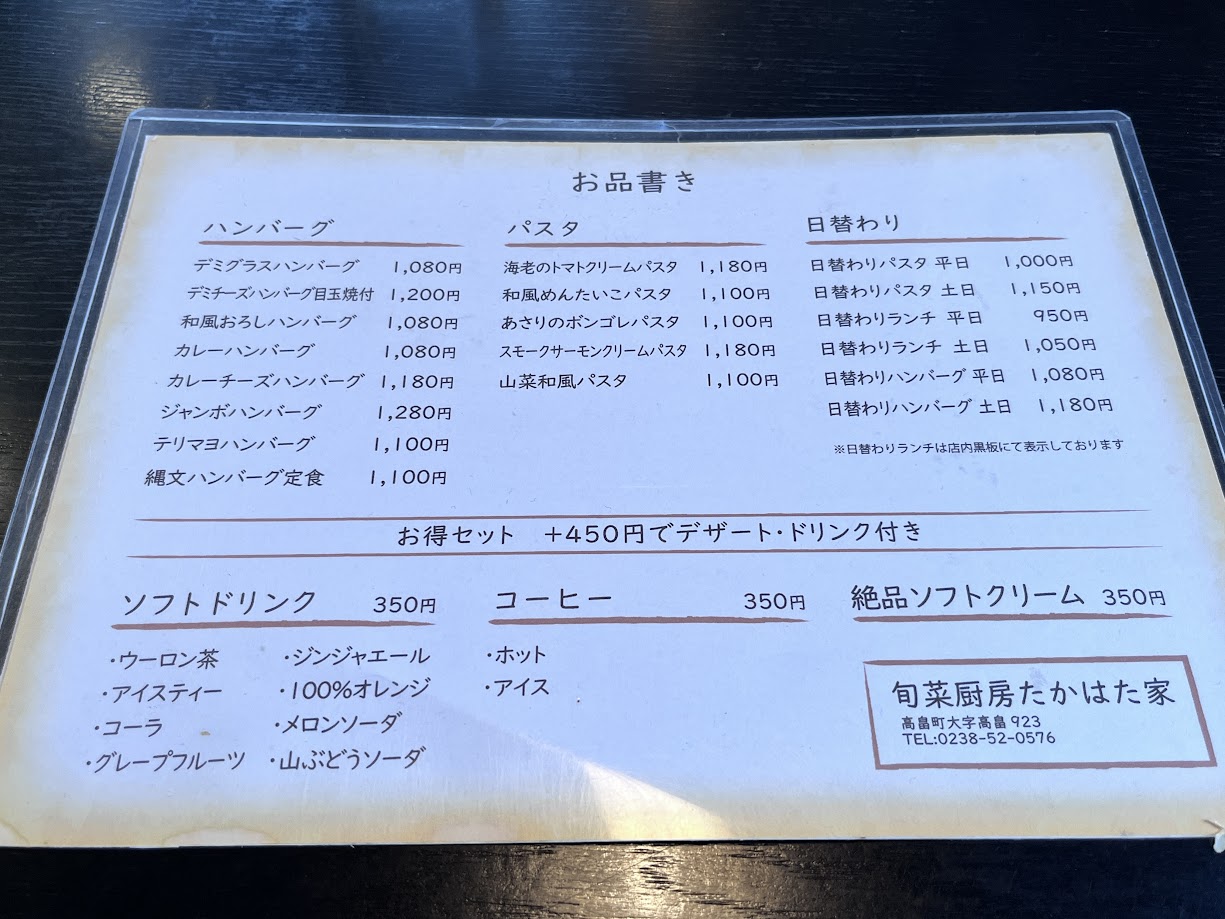 お品書き
ハンバーグ
デミグラスハンバーグ 1,080円
デミチーズハンバーグ目玉焼付 1,200円
和風おろしハンバーグ 1,080円
カレーハンバーグ 1,080円
カレーチーズハンバーグ 1,180円
ジャンボハンバーグ 1,280円
テリマヨハンバーグ 1,100円
縄文ハンバーグ定食 1,100円
パスタ
海老のトマトクリームパスタ 1,180円
和風めんたいこパスタ 1,100円
あさりのボンゴレパスタ 1,100円
スモークサーモンクリームパスタ 1,180円
山菜和風パスタ 1,100円
日替わり
日替わりパスタ 平日 1,000円
日替わりパスタ 土日 1,150円
日替わりランチ 平日 950円
日替わりランチ 土日 1,050円
日替わりハンバーグ 平日 1,080円
日替わりハンバーグ 土日 1,180円
※日替わりランチは店内黒板にて表示しております
お得セット +450円でデザート・ドリンク付き
ソフトドリンク 350円
・ウーロン茶 ・ジンジャエール
・アイスティー ・100%オレンジ
・コーラ ・メロンソーダ
・グレープフルーツ ・山ぶどうソーダ
コーヒー 350円
・ホット
・アイス
絶品ソフトクリーム 350円
旬菜厨房たかはた家
高畠町大字高畠923
TEL:0238-52-0576